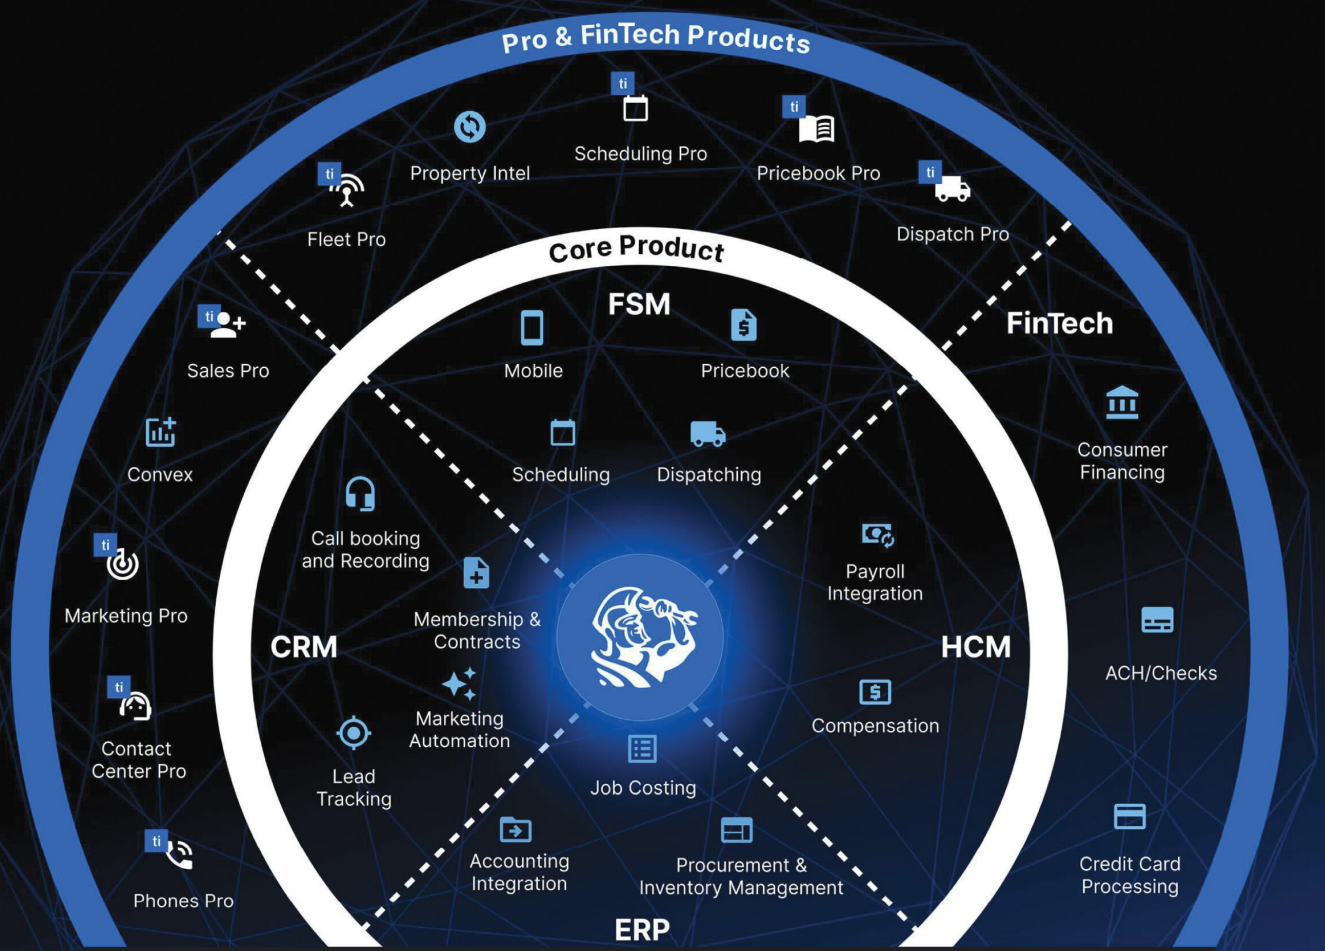 Pro & FinTech Products
ti
Scheduling Pro
ti
Pricebook Pro
Property Intel
ti
Fleet Pro
ti
Dispatch Pro
Core Product
FSM
Mobile
Pricebook
Scheduling
Dispatching
FinTech
Consumer
Financing
ACH/Checks
Credit Card
Processing
ti
Sales Pro
Convex
ti
Marketing Pro
ti
Contact
Center Pro
ti
Phones Pro
CRM
Call booking
and Recording
Membership &
Contracts
Marketing
Automation
Lead
Tracking
HCM
Payroll
Integration
$
Compensation
Job Costing
Accounting
Integration
Procurement &
Inventory Management
ERP